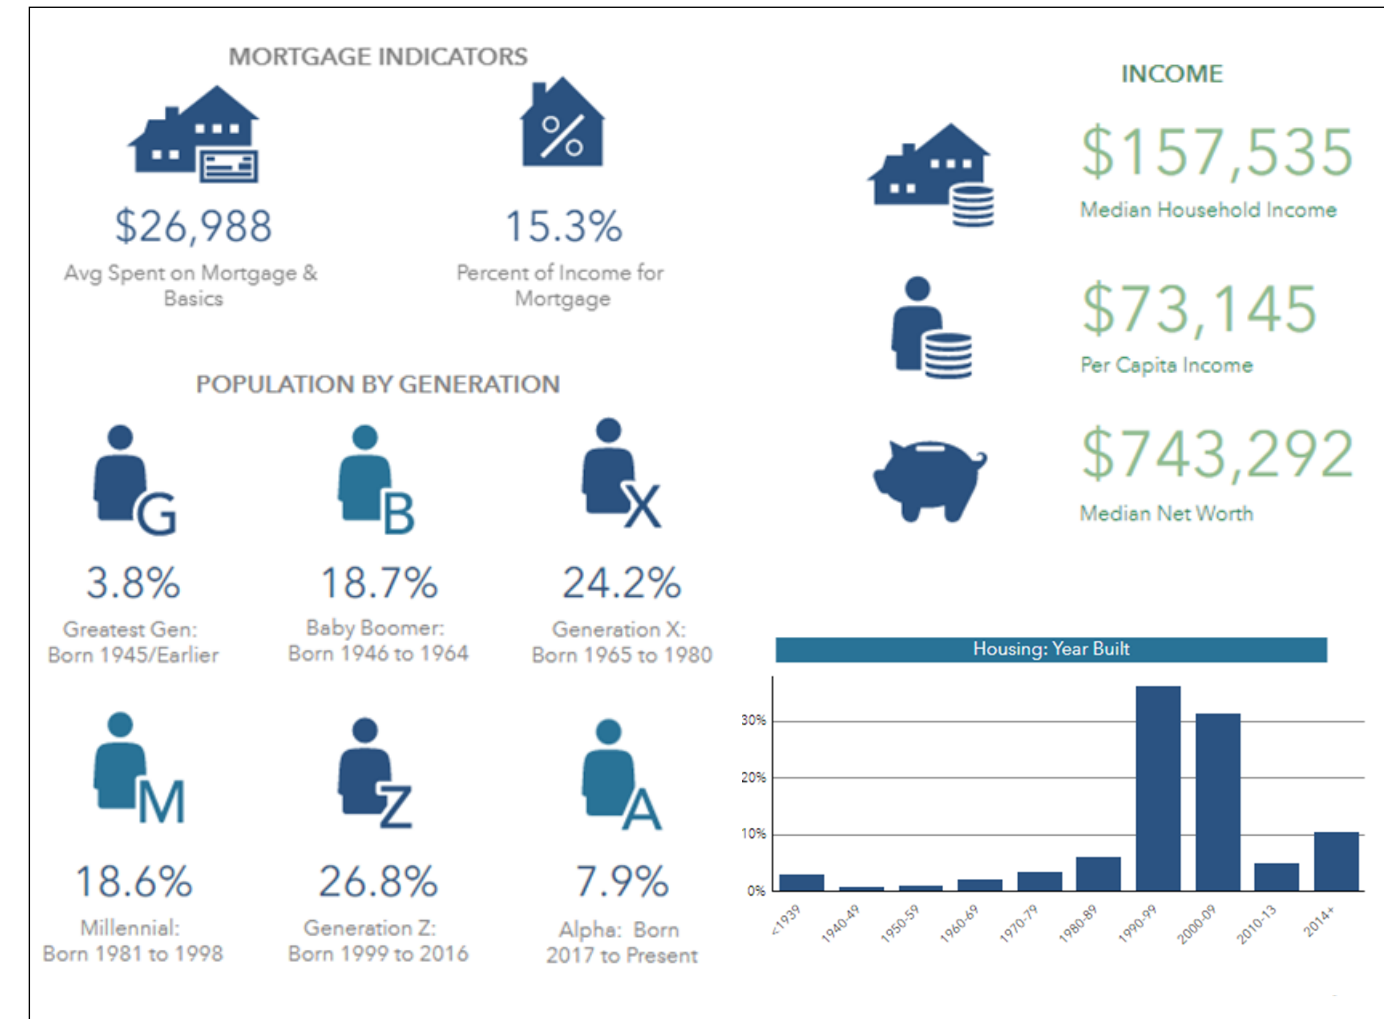 MORTGAGE INDICATORS
$26,988
Avg Spent on Mortgage &
Basics
%
15.3%
Percent of Income for
Mortgage
POPULATION BY GENERATION
G
3.8%
Greatest Gen:
Born 1945/Earlier
B
18.7%
Baby Boomer:
Born 1946 to 1964
X
24.2%
Generation X:
Born 1965 to 1980
M
18.6%
Millennial:
Born 1981 to 1998
Z
26.8%
Generation Z:
Born 1999 to 2016
A
7.9%
Alpha: Born
2017 to Present
INCOME
$157,535
Median Household Income
$73,145
Per Capita Income
$743,292
Median Net Worth
Housing: Year Built
30%
20%
10%
0%
<1939
1940-49
1950-59
1960-69
1970-79
1980-89
1990-99
2000-09
2010-13
2014+